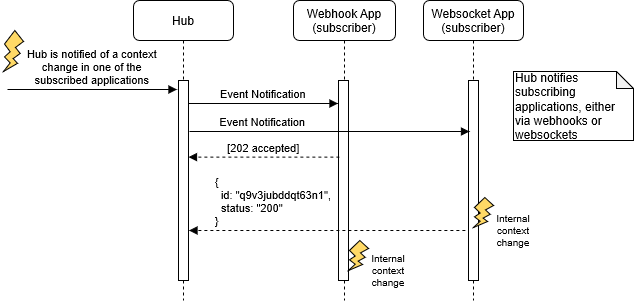 Hub
Webhook App
(subscriber)
Websocket App
(subscriber)
Hub is notified of a context
change in one of the
subscribed applications
Hub notifies
subscribing
applications, either
via webhooks or
websockets
Event Notification
Event Notification
[202 accepted]
{
id: "q9v3jubddqt63n1",
status: "200"
}
Internal
context
change
Internal
context
change